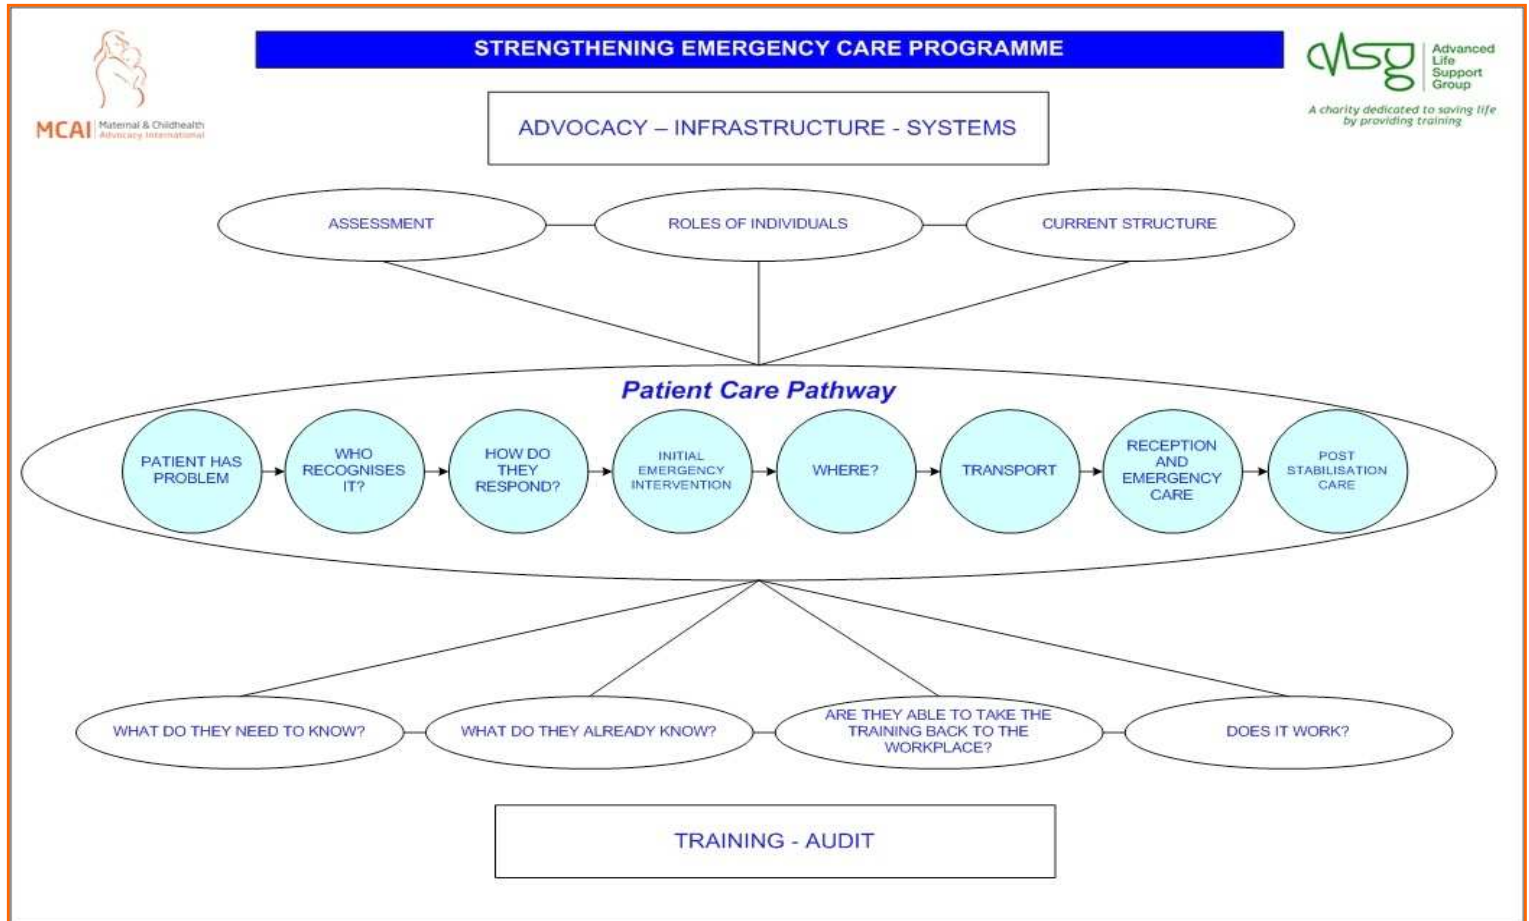 STRENGTHENING EMERGENCY CARE PROGRAMME
MCAI
Maternal & Childhealth
Advocacy International
Alsg
Advanced
Life
Support
Group
A charity dedicated to saving life
by providing training
ADVOCACY – INFRASTRUCTURE - SYSTEMS
ASSESSMENT
ROLES OF INDIVIDUALS
CURRENT STRUCTURE
Patient Care Pathway
PATIENT HAS
PROBLEM
WHO
RECOGNISES
IT?
HOW DO
THEY
RESPOND?
INITIAL
EMERGENCY
INTERVENTION
WHERE?
TRANSPORT
RECEPTION
AND
EMERGENCY
CARE
POST
STABILISATION
CARE
WHAT DO THEY NEED TO KNOW?
WHAT DO THEY ALREADY KNOW?
ARE THEY ABLE TO TAKE THE
TRAINING BACK TO THE
WORKPLACE?
DOES IT WORK?
TRAINING - AUDIT